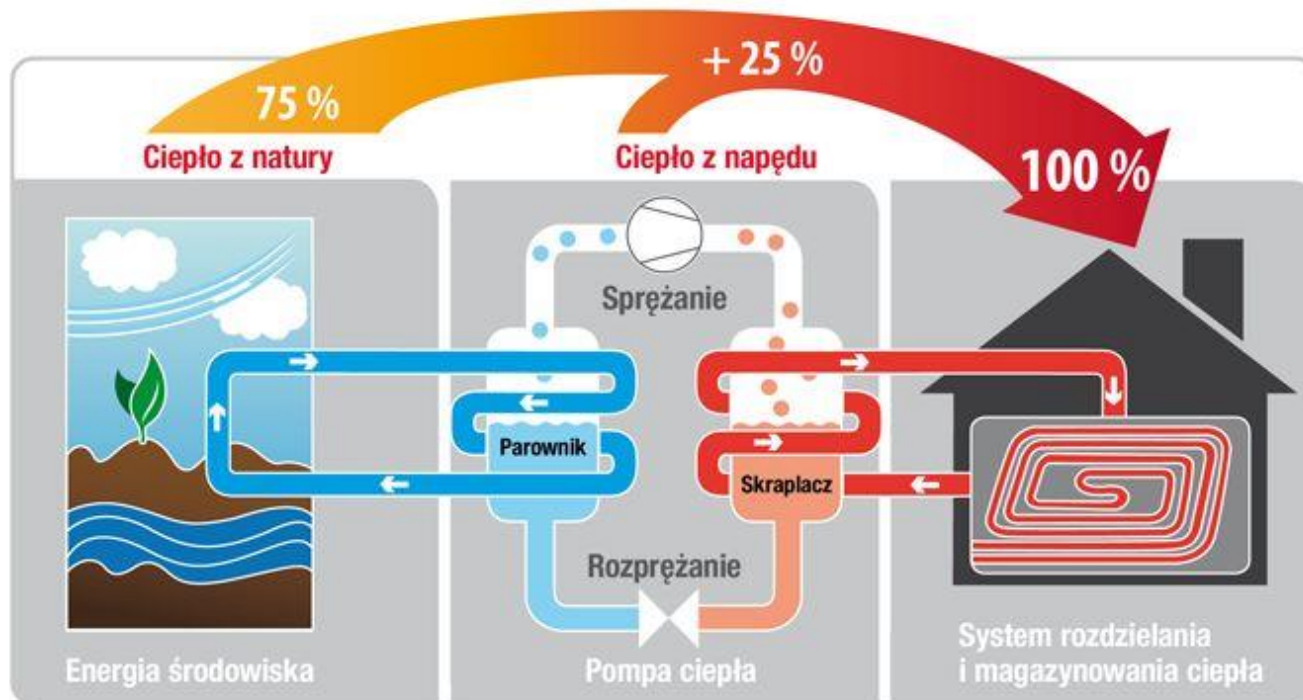 75 %
+ 25 %
100 %
Ciepło z natury
Ciepło z napędu
Sprężanie
Parownik
Skraplacz
Rozprężanie
Energia środowiska
Pompa ciepła
System rozdzielania
i magazynowania ciepła